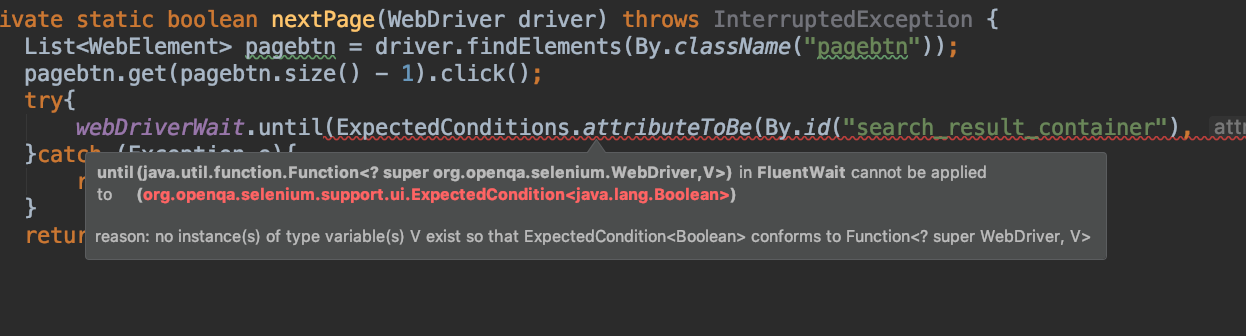 ivate static boolean nextPage(WebDriver driver) throws InterruptedException {
List<WebElement> pagebtn = driver.findElements(By.className("pagebtn"));
pagebtn.get(pagebtn.size() - 1).click();
try{
webDriverWait.until(ExpectedConditions.attributeToBe(By.id("search_result_container"), attr
}catch (Exception e){
until (java.util.function.Function<? super org.openqa.selenium.WebDriver,V>) in FluentWait cannot be applied
to (org.openqa.selenium.support.ui.ExpectedCondition<java.lang.Boolean>)
r
}
retur
reason: no instance(s) of type variable(s) V exist so that ExpectedCondition<Boolean> conforms to Function<? super WebDriver, V>